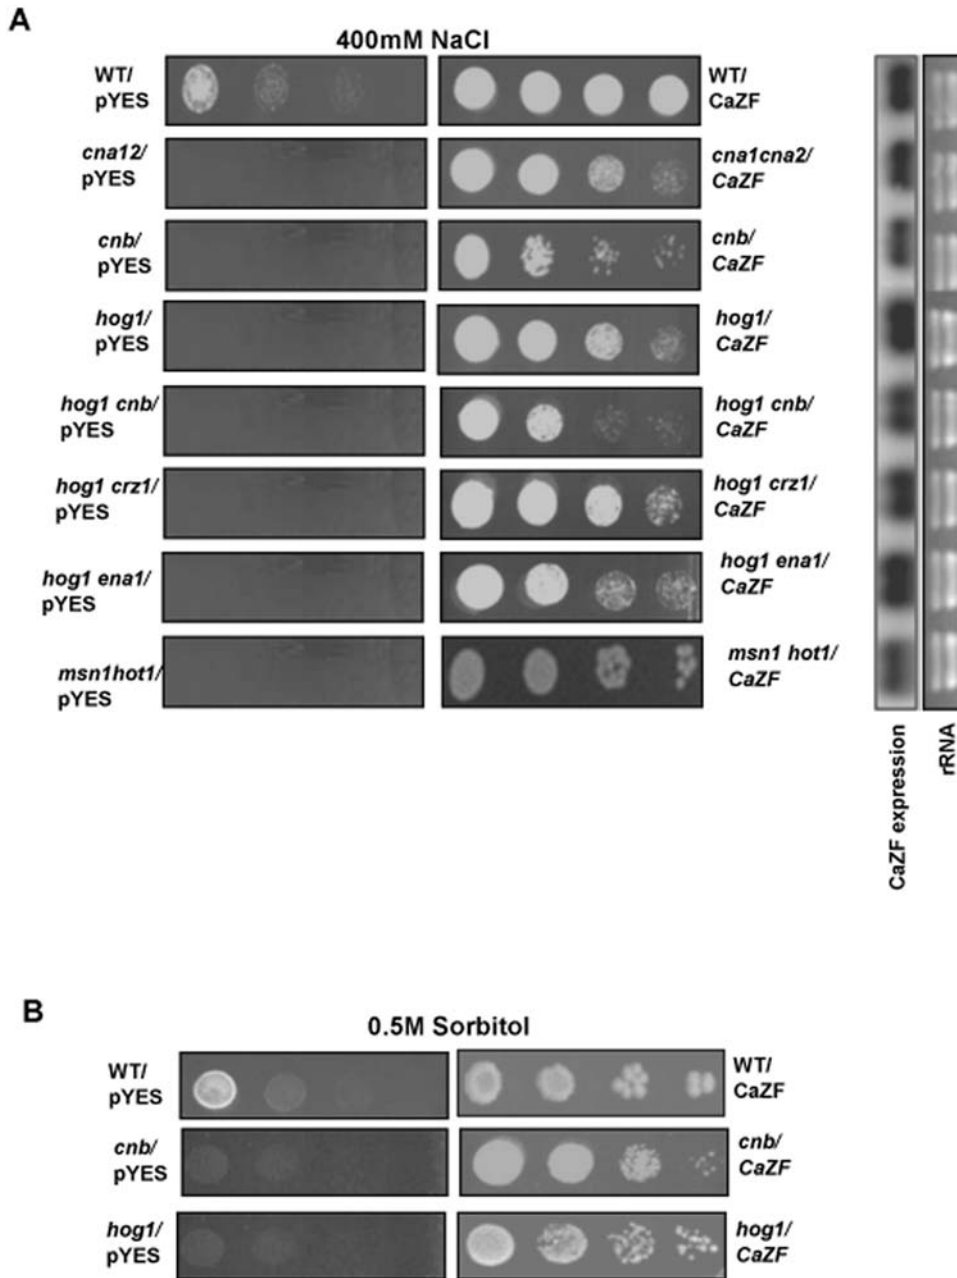 A
400mM NaCl
WT/
pYES
WT/
CaZF
cna12/
pYES
cna1cna2/
CaZF
cnb/
pYES
cnb/
CaZF
hog1/
pYES
hog1/
CaZF
hog1 cnb/
pYES
hog1 cnb/
CaZF
hog1 crz1/
pYES
hog1 crz1/
CaZF
hog1 ena1/
pYES
hog1 ena1/
CaZF
msn1hot1/
pYES
msn1 hot1/
CaZF
CaZF expression
rRNA
B
0.5M Sorbitol
WT/
pYES
WT/
CaZF
cnb/
pYES
cnb/
CaZF
hog1/
pYES
hog1/
CaZF